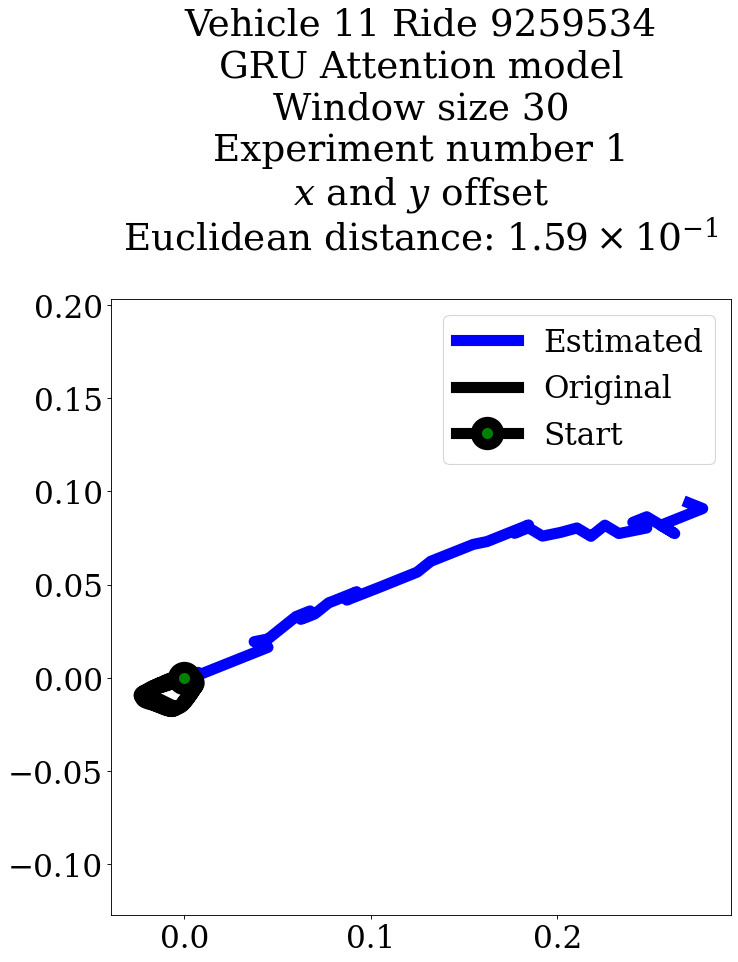 Vehicle 11 Ride 9259534
GRU Attention model
Window size 30
Experiment number 1
x and y offset
Euclidean distance: 1.59 × 10⁻¹
Estimated
Original
Start
0.20
0.15
0.10
0.05
0.00
−0.05
−0.10
0.0 0.1 0.2